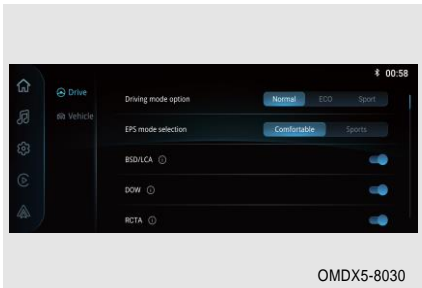 00:58
Drive
Vehicle
Driving mode option Normal ECO Sport
EPS mode selection Comfortable Sports
BSD/LCA
DOW
RCTA
OMDX5-8030